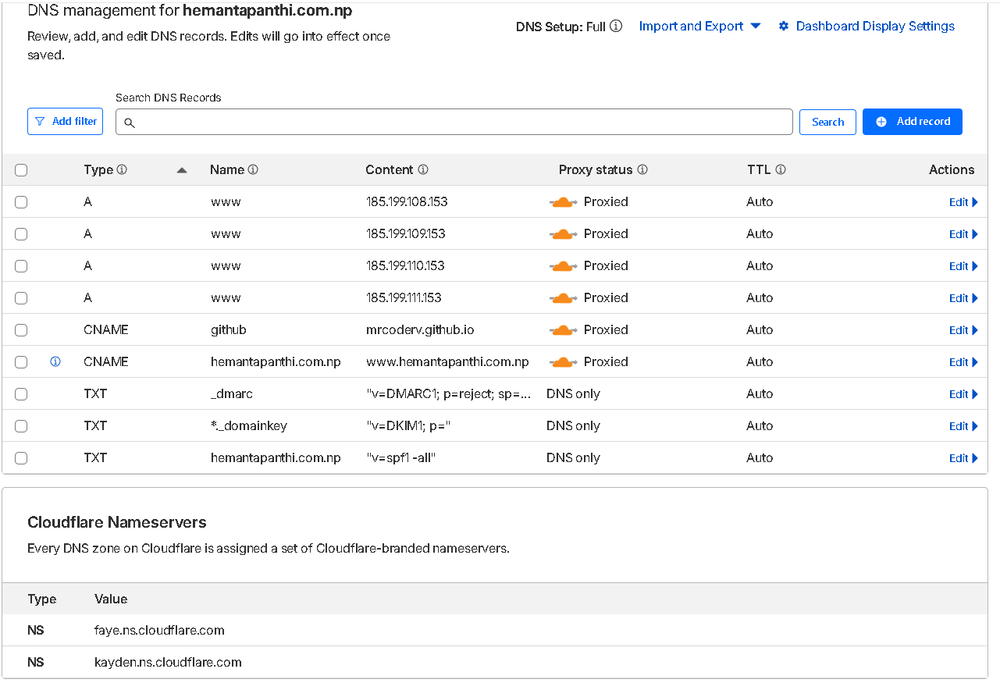 DNS management for hemantapanthi.com.np
Review, add, and edit DNS records. Edits will go into effect once
saved.
DNS Setup: Full
Import and Export
Dashboard Display Settings
Search DNS Records
Add filter
Search
Add record
Type Name Content Proxy status TTL Actions
A www 185.199.108.153 Proxied Auto Edit
A www 185.199.109.153 Proxied Auto Edit
A www 185.199.110.153 Proxied Auto Edit
A www 185.199.111.153 Proxied Auto Edit
CNAME github mrcoderv.github.io Proxied Auto Edit
CNAME hemantapanthi.com.np www.hemantapanthi.com.np Proxied Auto Edit
TXT _dmarc "v=DMARC1; p=reject; sp=... DNS only Auto Edit
TXT *._domainkey "v=DKIM1; p=" DNS only Auto Edit
TXT hemantapanthi.com.np "v=spf1 -all" DNS only Auto Edit
Cloudflare Nameservers
Every DNS zone on Cloudflare is assigned a set of Cloudflare-branded nameservers.
Type Value
NS faye.ns.cloudflare.com
NS kayden.ns.cloudflare.com